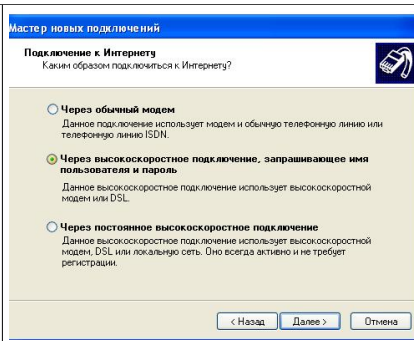 Мастер новых подключений
Подключение к Интернету
Каким образом подключиться к Интернету?
Через обычный модем
Данное подключение использует модем и обычную телефонную линию или
телефонную линию ISDN.
Через высокоскоростное подключение, запрашивающее имя
пользователя и пароль
Данное высокоскоростное подключение использует высокоскоростной
модем или DSL.
Через постоянное высокоскоростное подключение
Данное высокоскоростное подключение использует высокоскоростной
модем, DSL или локальную сеть. Оно всегда активно и не требует
регистрации.
< Назад Далее > Отмена